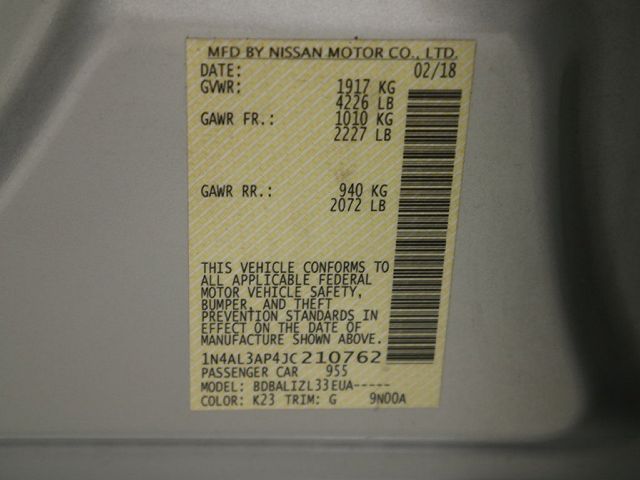 MFD BY NISSAN MOTOR CO., LTD.
DATE: 02/18
GVWR: 1917 KG
4226 LB
GAWR FR.: 1010 KG
2227 LB
GAWR RR.: 940 KG
2072 LB
THIS VEHICLE CONFORMS TO
ALL APPLICABLE FEDERAL
MOTOR VEHICLE SAFETY,
BUMPER, AND THEFT
PREVENTION STANDARDS IN
EFFECT ON THE DATE OF
MANUFACTURE SHOWN ABOVE.
1N4AL3AP4JC210762
PASSENGER CAR 955
MODEL: BDBALIZL33EUA-----
COLOR: K23 TRIM: G 9N00A